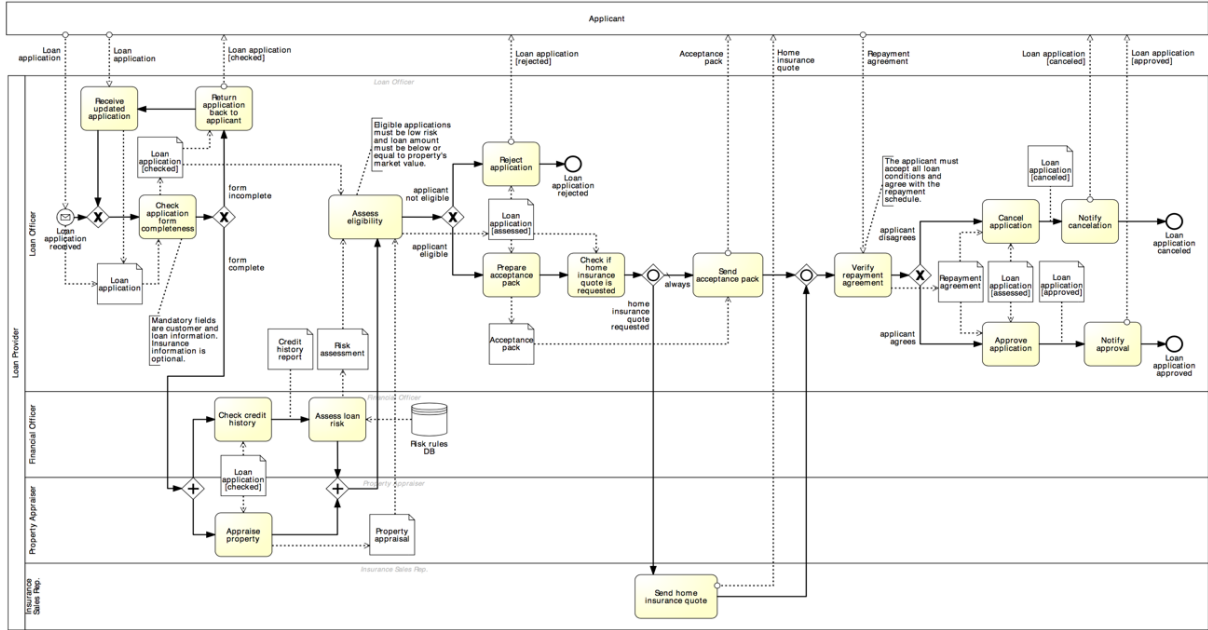 Applicant
Loan
application
Loan
application
Loan application
[checked]
Loan application
[rejected]
Acceptance
pack
Home
insurance
quote
Repayment
agreement
Loan application
[canceled]
Loan application
[approved]
Loan Provider
Loan Officer
Loan Officer
Receive
updated
application
Return
application
back to
applicant
Loan
application
[checked]
form
incomplete
Eligible applications
must be low risk
and loan amount
must be below or
equal to property's
market value.
Loan
application
received
Check
application
form
completeness
form
complete
Loan
application
Mandatory fields
are customer and
loan information.
Insurance
information is
optional.
Assess
eligibility
applicant
not eligible
applicant
eligible
Reject
application
Loan
application
rejected
Loan
application
[assessed]
Prepare
acceptance
pack
Check if
home
insurance
quote is
requested
Acceptance
pack
always
home
insurance
quote
requested
Send
acceptance pack
The applicant must
accept all loan
conditions and
agree with the
repayment
schedule.
Verify
repayment
agreement
applicant
disagrees
applicant
agrees
Repayment
agreement
Loan
application
[canceled]
Cancel
application
Notify
cancelation
Loan
application
canceled
Loan
application
[assessed]
Loan
application
[approved]
Approve
application
Notify
approval
Loan
application
approved
Credit
history
report
Risk
assessment
Financial Officer
Financial Officer
Check credit
history
Assess loan
risk
Risk rules
DB
Loan
application
[checked]
Property Appraiser
Property Appraiser
Appraise
property
Property
appraisal
Insurance
Sales Rep.
Insurance Sales Rep.
Send home
insurance quote